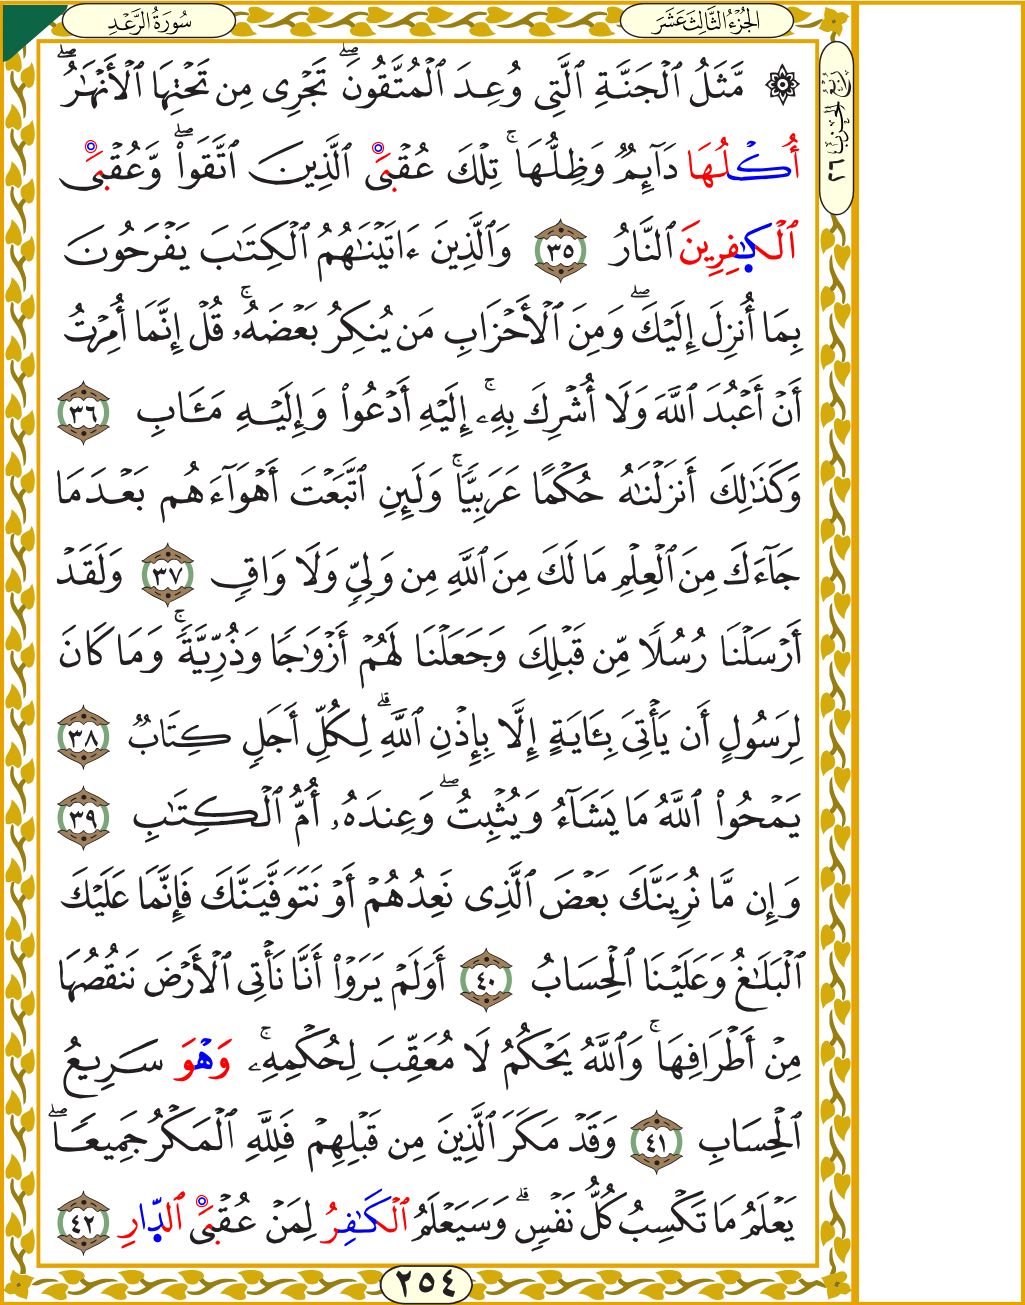 سُورَةُ الرَّعْدِ
الجُزْءُ الثَّالِثَ عَشَرَ
رُبْعُ الحِزْبِ ٢٦
۞ مَّثَلُ ٱلْجَنَّةِ ٱلَّتِى وُعِدَ ٱلْمُتَّقُونَ ۖ تَجْرِى مِن تَحْتِهَا ٱلْأَنْهَٰرُ ۖ
أُكْلُهَا دَآئِمٌ وَظِلُّهَا ۚ تِلْكَ عُقْبَى ٱلَّذِينَ ٱتَّقَوا۟ ۖ وَّعُقْبَى
ٱلْكَٰفِرِينَ ٱلنَّارُ ٣٥ وَٱلَّذِينَ ءَاتَيْنَٰهُمُ ٱلْكِتَٰبَ يَفْرَحُونَ
بِمَا أُنزِلَ إِلَيْكَ ۖ وَمِنَ ٱلْأَحْزَابِ مَن يُنكِرُ بَعْضَهُۥ ۚ قُلْ إِنَّمَا أُمِرْتُ
أَنْ أَعْبُدَ ٱللَّهَ وَلَا أُشْرِكَ بِهِۦ ۚ إِلَيْهِ أَدْعُوا۟ وَإِلَيْهِ مَـَٔابِ ٣٦
وَكَذَٰلِكَ أَنزَلْنَٰهُ حُكْمًا عَرَبِيًّا ۚ وَلَئِنِ ٱتَّبَعْتَ أَهْوَآءَهُم بَعْدَمَا
جَآءَكَ مِنَ ٱلْعِلْمِ مَا لَكَ مِنَ ٱللَّهِ مِن وَلِىٍّ وَلَا وَاقٍ ٣٧ وَلَقَدْ
أَرْسَلْنَا رُسُلًا مِّن قَبْلِكَ وَجَعَلْنَا لَهُمْ أَزْوَٰجًا وَذُرِّيَّةً ۚ وَمَا كَانَ
لِرَسُولٍ أَن يَأْتِىَ بِـَٔايَةٍ إِلَّا بِإِذْنِ ٱللَّهِ ۗ لِكُلِّ أَجَلٍ كِتَابٌ ٣٨
يَمْحُوا۟ ٱللَّهُ مَا يَشَآءُ وَيُثْبِتُ ۖ وَعِندَهُۥ أُمُّ ٱلْكِتَٰبِ ٣٩
وَإِن مَّا نُرِيَنَّكَ بَعْضَ ٱلَّذِى نَعِدُهُمْ أَوْ نَتَوَفَّيَنَّكَ فَإِنَّمَا عَلَيْكَ
ٱلْبَلَٰغُ وَعَلَيْنَا ٱلْحِسَابُ ٤٠ أَوَلَمْ يَرَوْا۟ أَنَّا نَأْتِى ٱلْأَرْضَ نَنقُصُهَا
مِنْ أَطْرَافِهَا ۚ وَٱللَّهُ يَحْكُمُ لَا مُعَقِّبَ لِحُكْمِهِۦ ۚ وَهْوَ سَرِيعُ
ٱلْحِسَابِ ٤١ وَقَدْ مَكَرَ ٱلَّذِينَ مِن قَبْلِهِمْ فَلِلَّهِ ٱلْمَكْرُ جَمِيعًا ۖ
يَعْلَمُ مَا تَكْسِبُ كُلُّ نَفْسٍ ۗ وَسَيَعْلَمُ ٱلْكَٰفِرُ لِمَنْ عُقْبَى ٱلدَّارِ ٤٢
٢٥٤